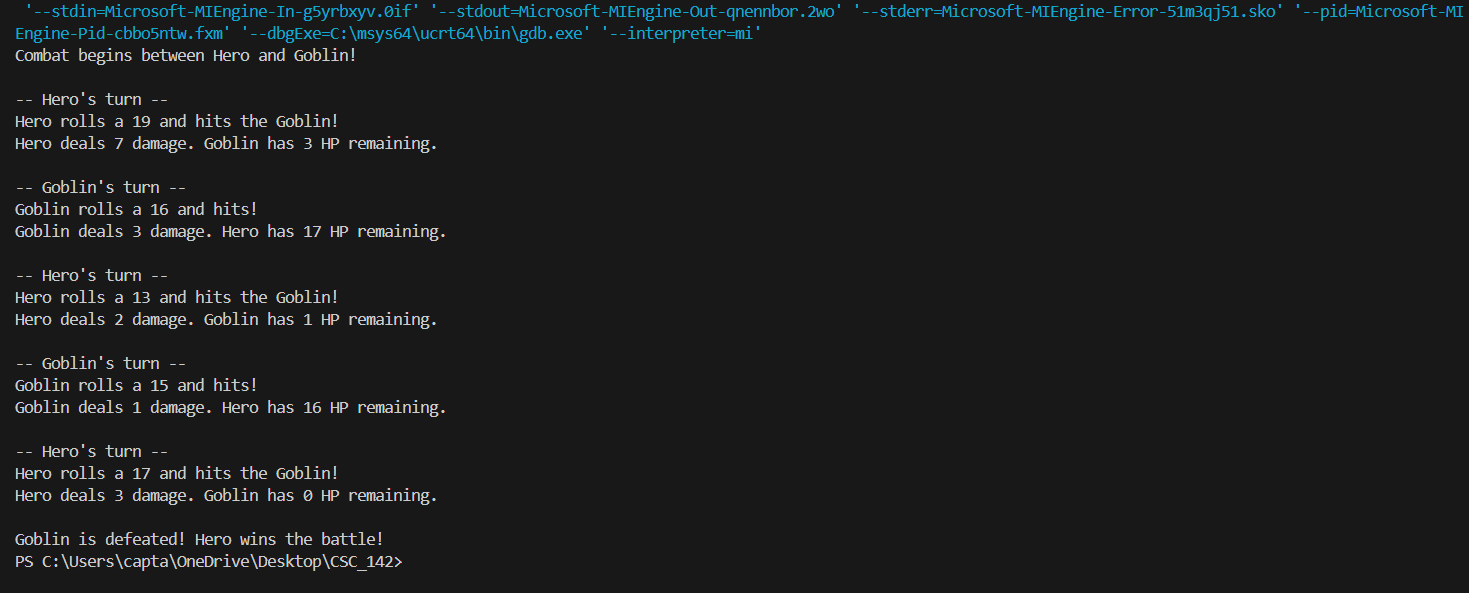 '--stdin=Microsoft-MIEngine-In-g5yrbxyv.0if' '--stdout=Microsoft-MIEngine-Out-qnennbor.2wo' '--stderr=Microsoft-MIEngine-Error-51m3qj51.sko' '--pid=Microsoft-MI
Engine-Pid-cbbo5ntw.fxm' '--dbgExe=C:\msys64\ucrt64\bin\gdb.exe' '--interpreter=mi'
Combat begins between Hero and Goblin!

-- Hero's turn --
Hero rolls a 19 and hits the Goblin!
Hero deals 7 damage. Goblin has 3 HP remaining.

-- Goblin's turn --
Goblin rolls a 16 and hits!
Goblin deals 3 damage. Hero has 17 HP remaining.

-- Hero's turn --
Hero rolls a 13 and hits the Goblin!
Hero deals 2 damage. Goblin has 1 HP remaining.

-- Goblin's turn --
Goblin rolls a 15 and hits!
Goblin deals 1 damage. Hero has 16 HP remaining.

-- Hero's turn --
Hero rolls a 17 and hits the Goblin!
Hero deals 3 damage. Goblin has 0 HP remaining.

Goblin is defeated! Hero wins the battle!
PS C:\Users\capta\OneDrive\Desktop\CSC_142>